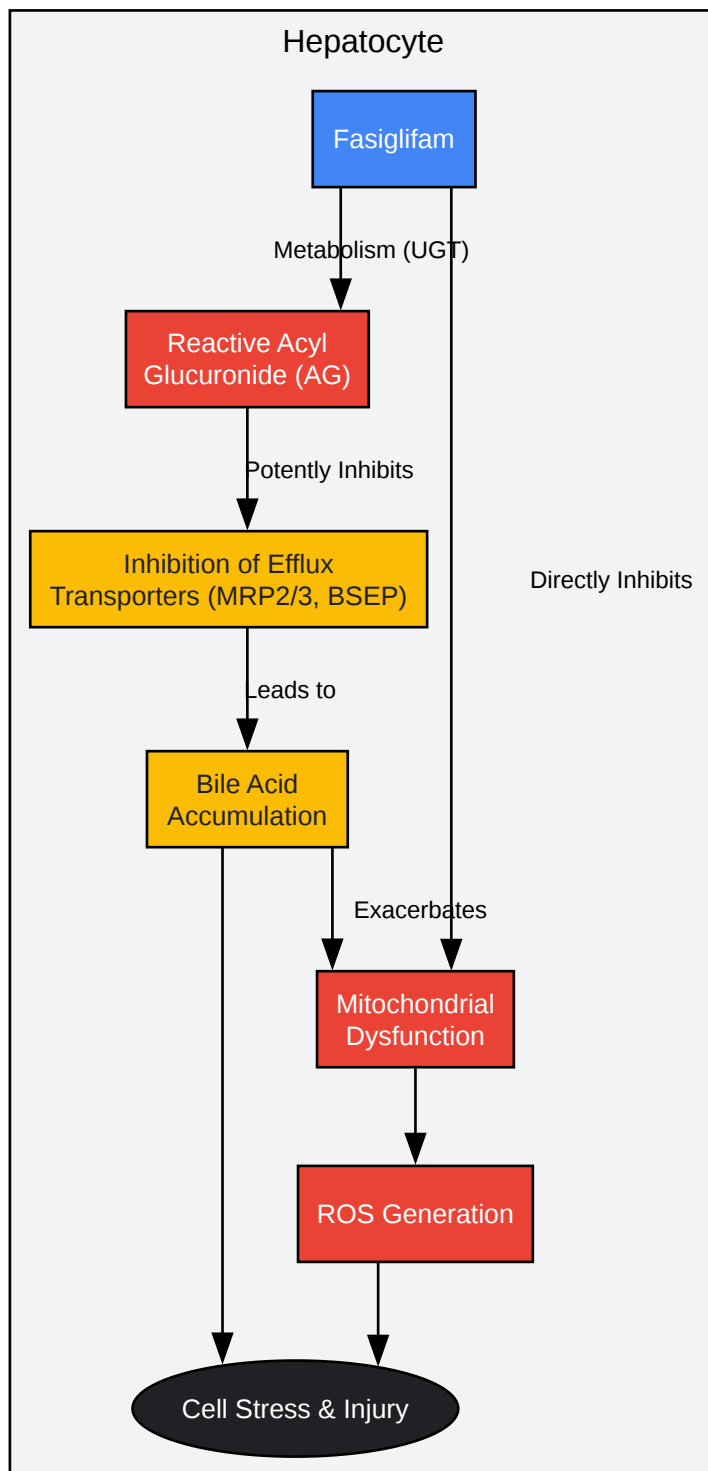 Hepatocyte
Fasiglifam
Metabolism (UGT)
Reactive Acyl
Glucuronide (AG)
Potently Inhibits
Inhibition of Efflux
Transporters (MRP2/3, BSEP)
Directly Inhibits
Leads to
Bile Acid
Accumulation
Exacerbates
Mitochondrial
Dysfunction
ROS Generation
Cell Stress & Injury